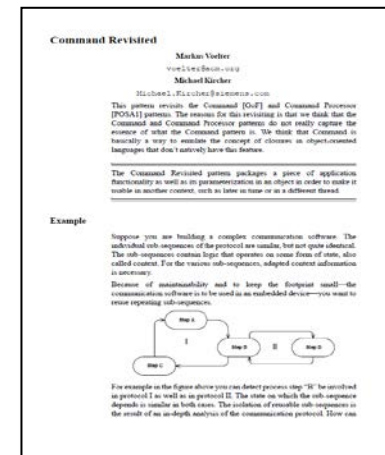 Command Revisited
Markus Voelter
voelter@acm.org
Michael Kircher
Michael.Kircher@siemens.com
This pattern revisits the Command [GoF] and Command Processor
[POSA1] patterns. The reasons for this revisiting is that we think that the
Command and Command Processor patterns do not really capture the
essence of what the Command pattern is. We think that Command is
basically a way to emulate the concept of closures in object-oriented
languages that don't natively have this feature.
The Command Revisited pattern packages a piece of application
functionality as well as its parameterization in an object in order to make it
usable in another context, such as later in time or in a different thread.
Example
Suppose you are building a complex communication software. The
individual sub-sequences of the protocol are similar, but not quite identical.
The sub-sequences contain logic that operates on some form of state, also
called context. For the various sub-sequences, adapted context information
is necessary.
Because of maintainability and to keep the footprint small—the
communication software is to be used in an embedded device—you want to
reuse repeating sub-sequences.
Step A
I
Step B
II
Step D
Step C
For example in the figure above you can detect process step "B" be involved
in protocol I as well as in protocol II. The state on which the sub-sequence
depends is similar in both cases. The isolation of reusable sub-sequences is
the result of an in-depth analysis of the communication protocol. How can